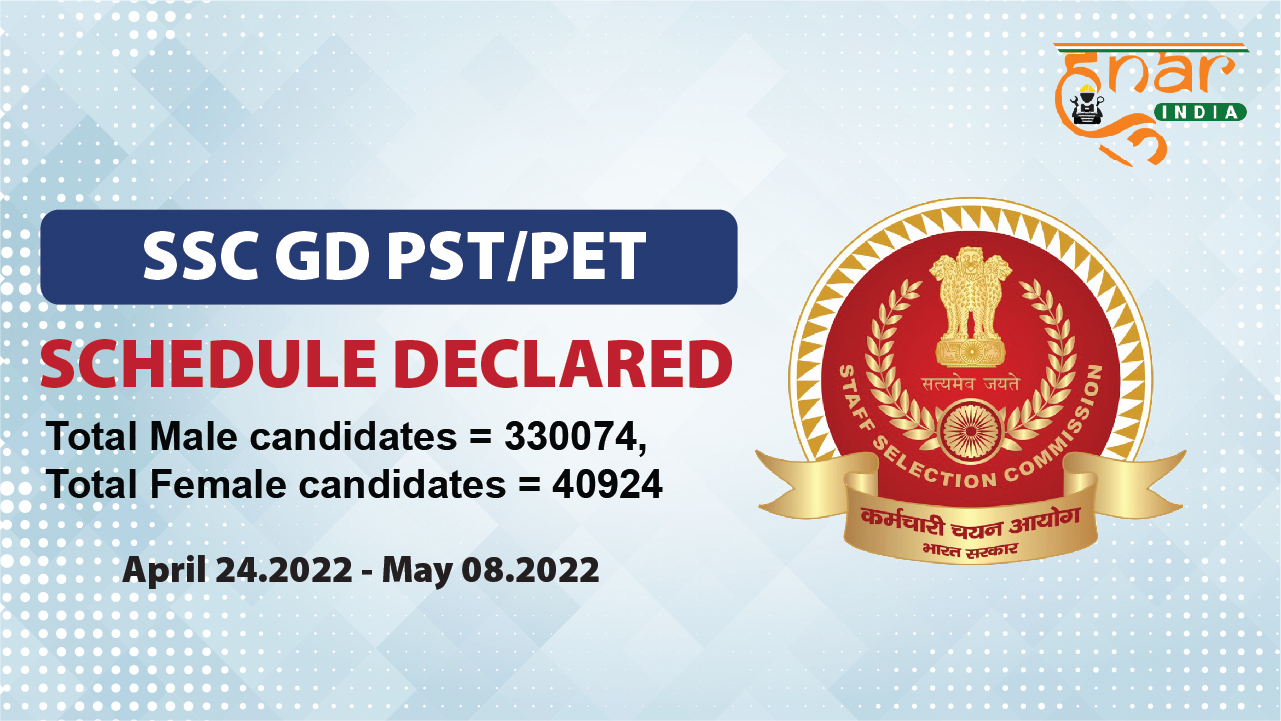 हुnar
INDIA
SSC GD PST/PET
SCHEDULE DECLARED
Total Male candidates = 330074,
Total Female candidates = 40924
April 24.2022 - May 08.2022
सत्यमेव जयते
STAFF SELECTION COMMISSION
कर्मचारी चयन आयोग
भारत सरकार